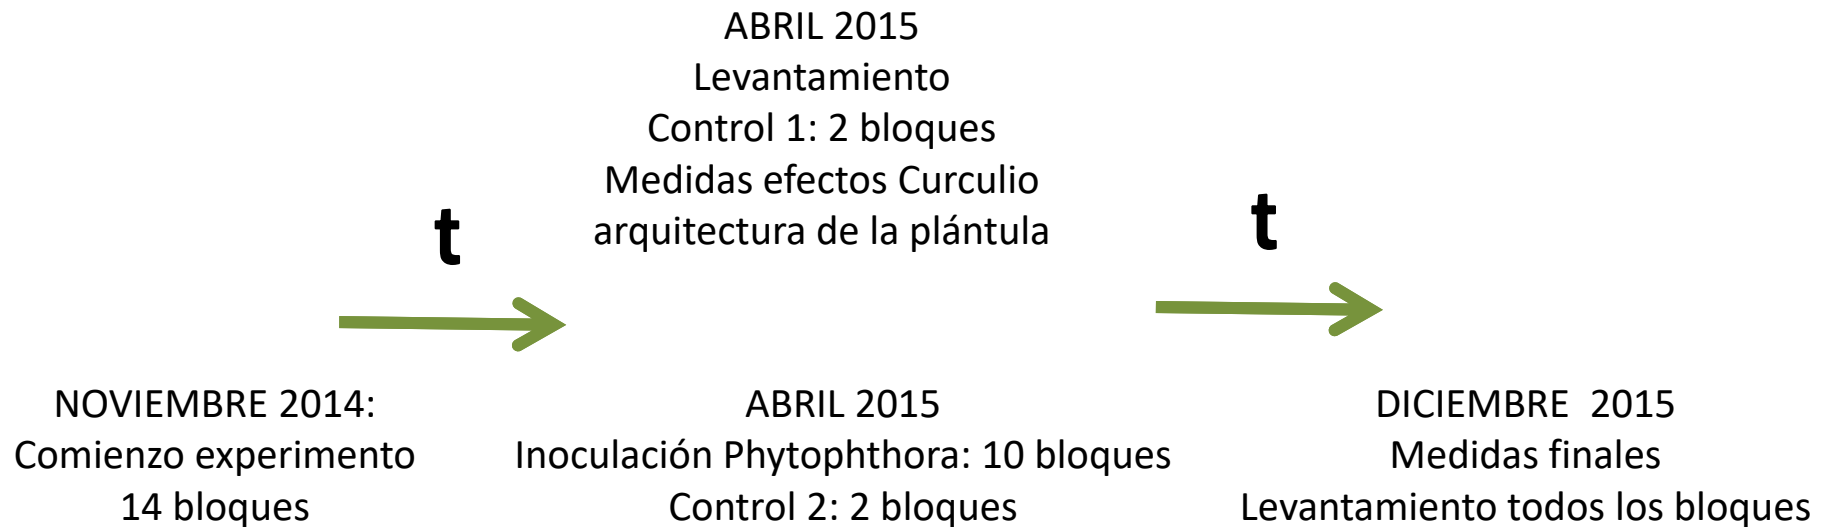 ABRIL 2015
Levantamiento
Control 1: 2 bloques
Medidas efectos Curculio
arquitectura de la plántula
t
t
NOVIEMBRE 2014:
Comienzo experimento
14 bloques
ABRIL 2015
Inoculación Phytophthora: 10 bloques
Control 2: 2 bloques
DICIEMBRE 2015
Medidas finales
Levantamiento todos los bloques